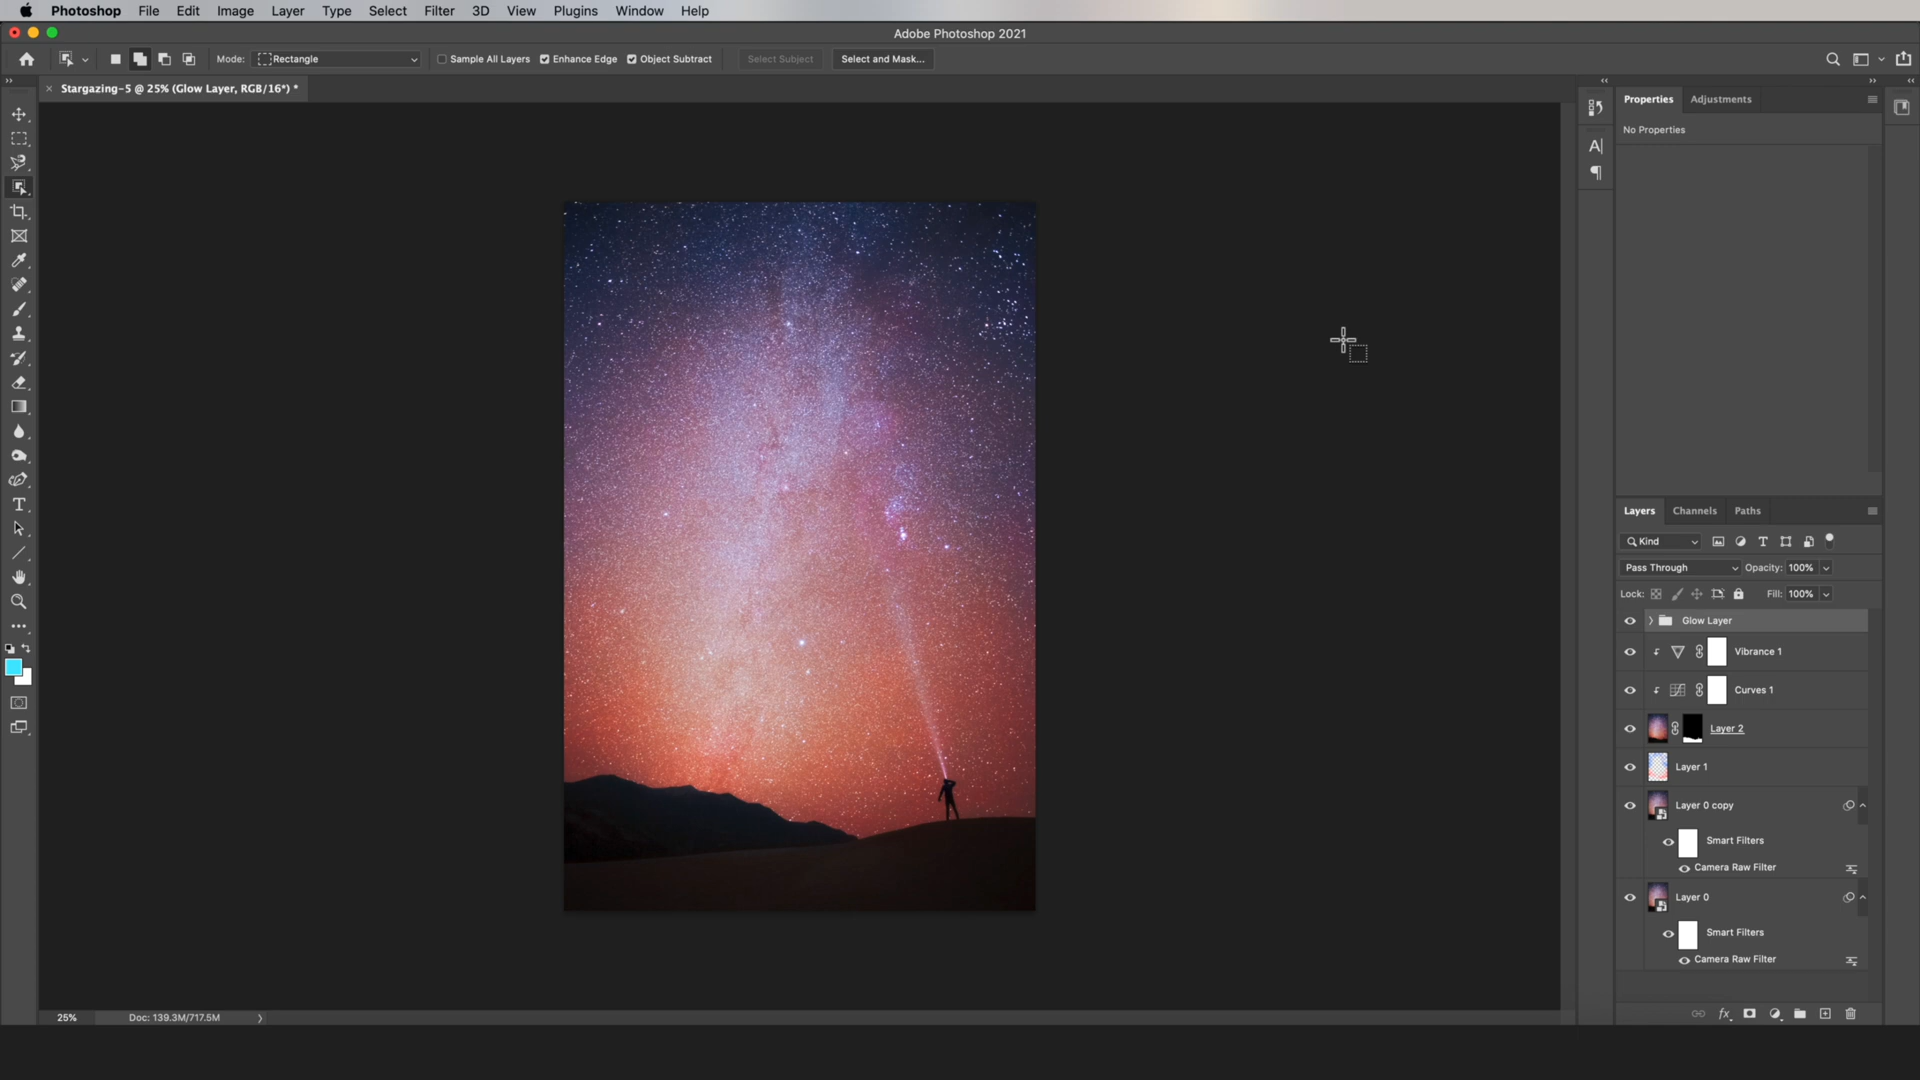 Photoshop File Edit Image Layer Type Select Filter 3D View Plugins Window Help
Adobe Photoshop 2021
Mode: Rectangle Sample All Layers Enhance Edge Object Subtract Select Subject Select and Mask...
× Stargazing-5 @ 25% (Glow Layer, RGB/16*) *
Properties Adjustments
No Properties
Layers Channels Paths
Kind
Pass Through Opacity: 100%
Lock: Fill: 100%
Glow Layer
Vibrance 1
Curves 1
Layer 2
Layer 1
Layer 0 copy
Smart Filters
Camera Raw Filter
Layer 0
Smart Filters
Camera Raw Filter
fx
25% Doc: 139.3M/717.5M